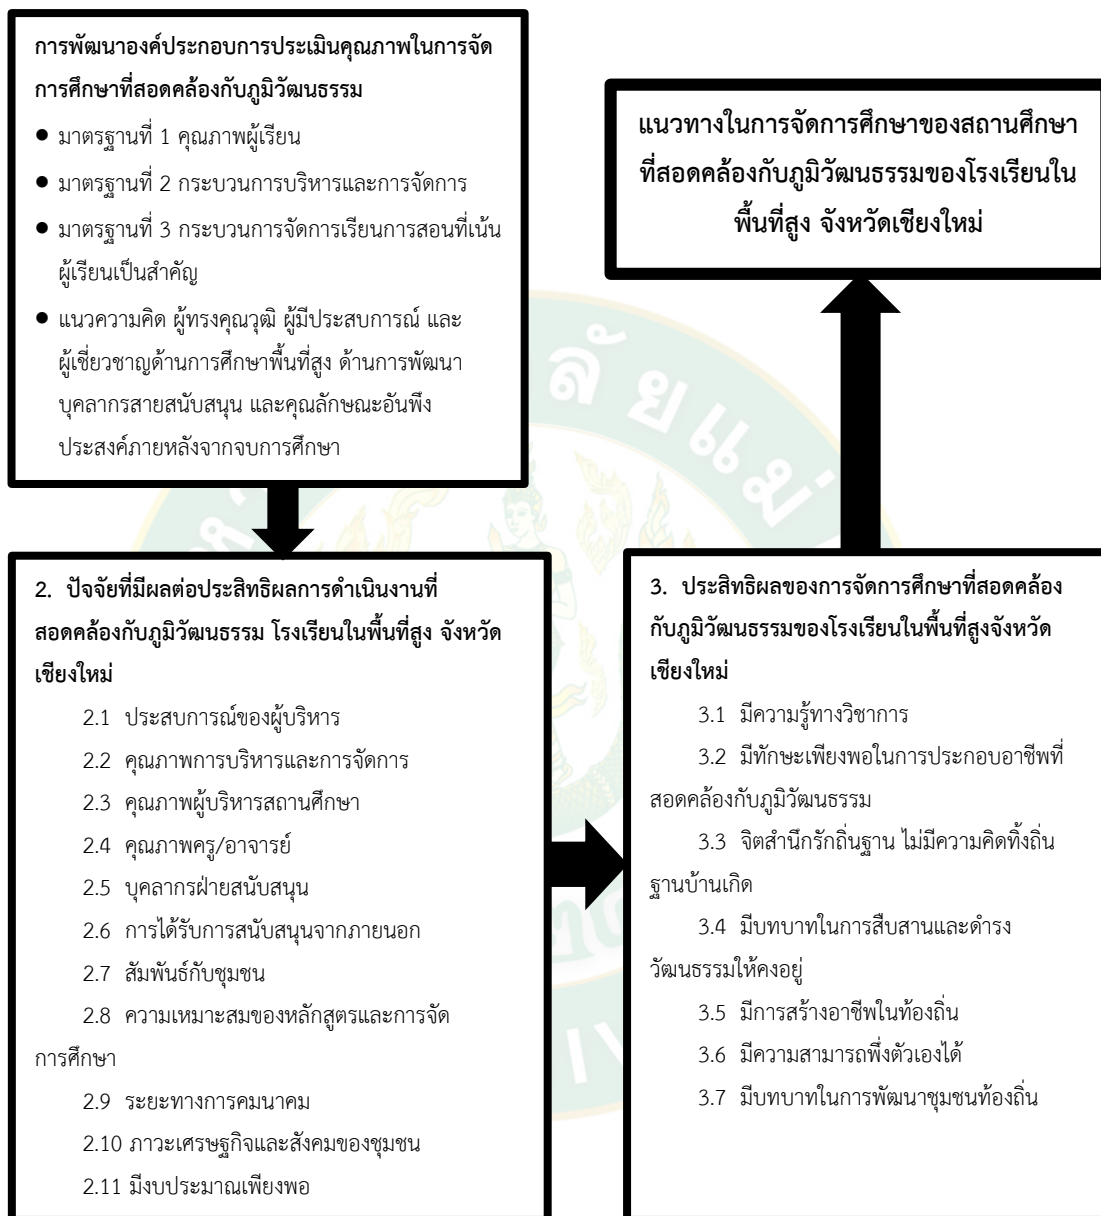 การพัฒนาองค์ประกอบการประเมินคุณภาพในการจัด
การศึกษาที่สอดคล้องกับภูมิวัฒนธรรม
● มาตรฐานที่ 1 คุณภาพผู้เรียน
● มาตรฐานที่ 2 กระบวนการบริหารและการจัดการ
● มาตรฐานที่ 3 กระบวนการจัดการเรียนการสอนที่เน้น
ผู้เรียนเป็นสำคัญ
● แนวความคิด ผู้ทรงคุณวุฒิ ผู้มีประสบการณ์ และ
ผู้เชี่ยวชาญด้านการศึกษาพื้นที่สูง ด้านการพัฒนา
บุคลากรสายสนับสนุน และคุณลักษณะอันพึง
ประสงค์ภายหลังจากจบการศึกษา
แนวทางในการจัดการศึกษาของสถานศึกษา
ที่สอดคล้องกับภูมิวัฒนธรรมของโรงเรียนใน
พื้นที่สูง จังหวัดเชียงใหม่
2. ปัจจัยที่มีผลต่อประสิทธิผลการดำเนินงานที่
สอดคล้องกับภูมิวัฒนธรรม โรงเรียนในพื้นที่สูง จังหวัด
เชียงใหม่
2.1 ประสบการณ์ของผู้บริหาร
2.2 คุณภาพการบริหารและการจัดการ
2.3 คุณภาพผู้บริหารสถานศึกษา
2.4 คุณภาพครู/อาจารย์
2.5 บุคลากรฝ่ายสนับสนุน
2.6 การได้รับการสนับสนุนจากภายนอก
2.7 สัมพันธ์กับชุมชน
2.8 ความเหมาะสมของหลักสูตรและการจัด
การศึกษา
2.9 ระยะทางการคมนาคม
2.10 ภาวะเศรษฐกิจและสังคมของชุมชน
2.11 มีงบประมาณเพียงพอ
3. ประสิทธิผลของการจัดการศึกษาที่สอดคล้อง
กับภูมิวัฒนธรรมของโรงเรียนในพื้นที่สูงจังหวัด
เชียงใหม่
3.1 มีความรู้ทางวิชาการ
3.2 มีทักษะเพียงพอในการประกอบอาชีพที่
สอดคล้องกับภูมิวัฒนธรรม
3.3 จิตสำนึกรักถิ่นฐาน ไม่มีความคิดทิ้งถิ่น
ฐานบ้านเกิด
3.4 มีบทบาทในการสืบสานและดำรง
วัฒนธรรมให้คงอยู่
3.5 มีการสร้างอาชีพในท้องถิ่น
3.6 มีความสามารถพึ่งตัวเองได้
3.7 มีบทบาทในการพัฒนาชุมชนท้องถิ่น